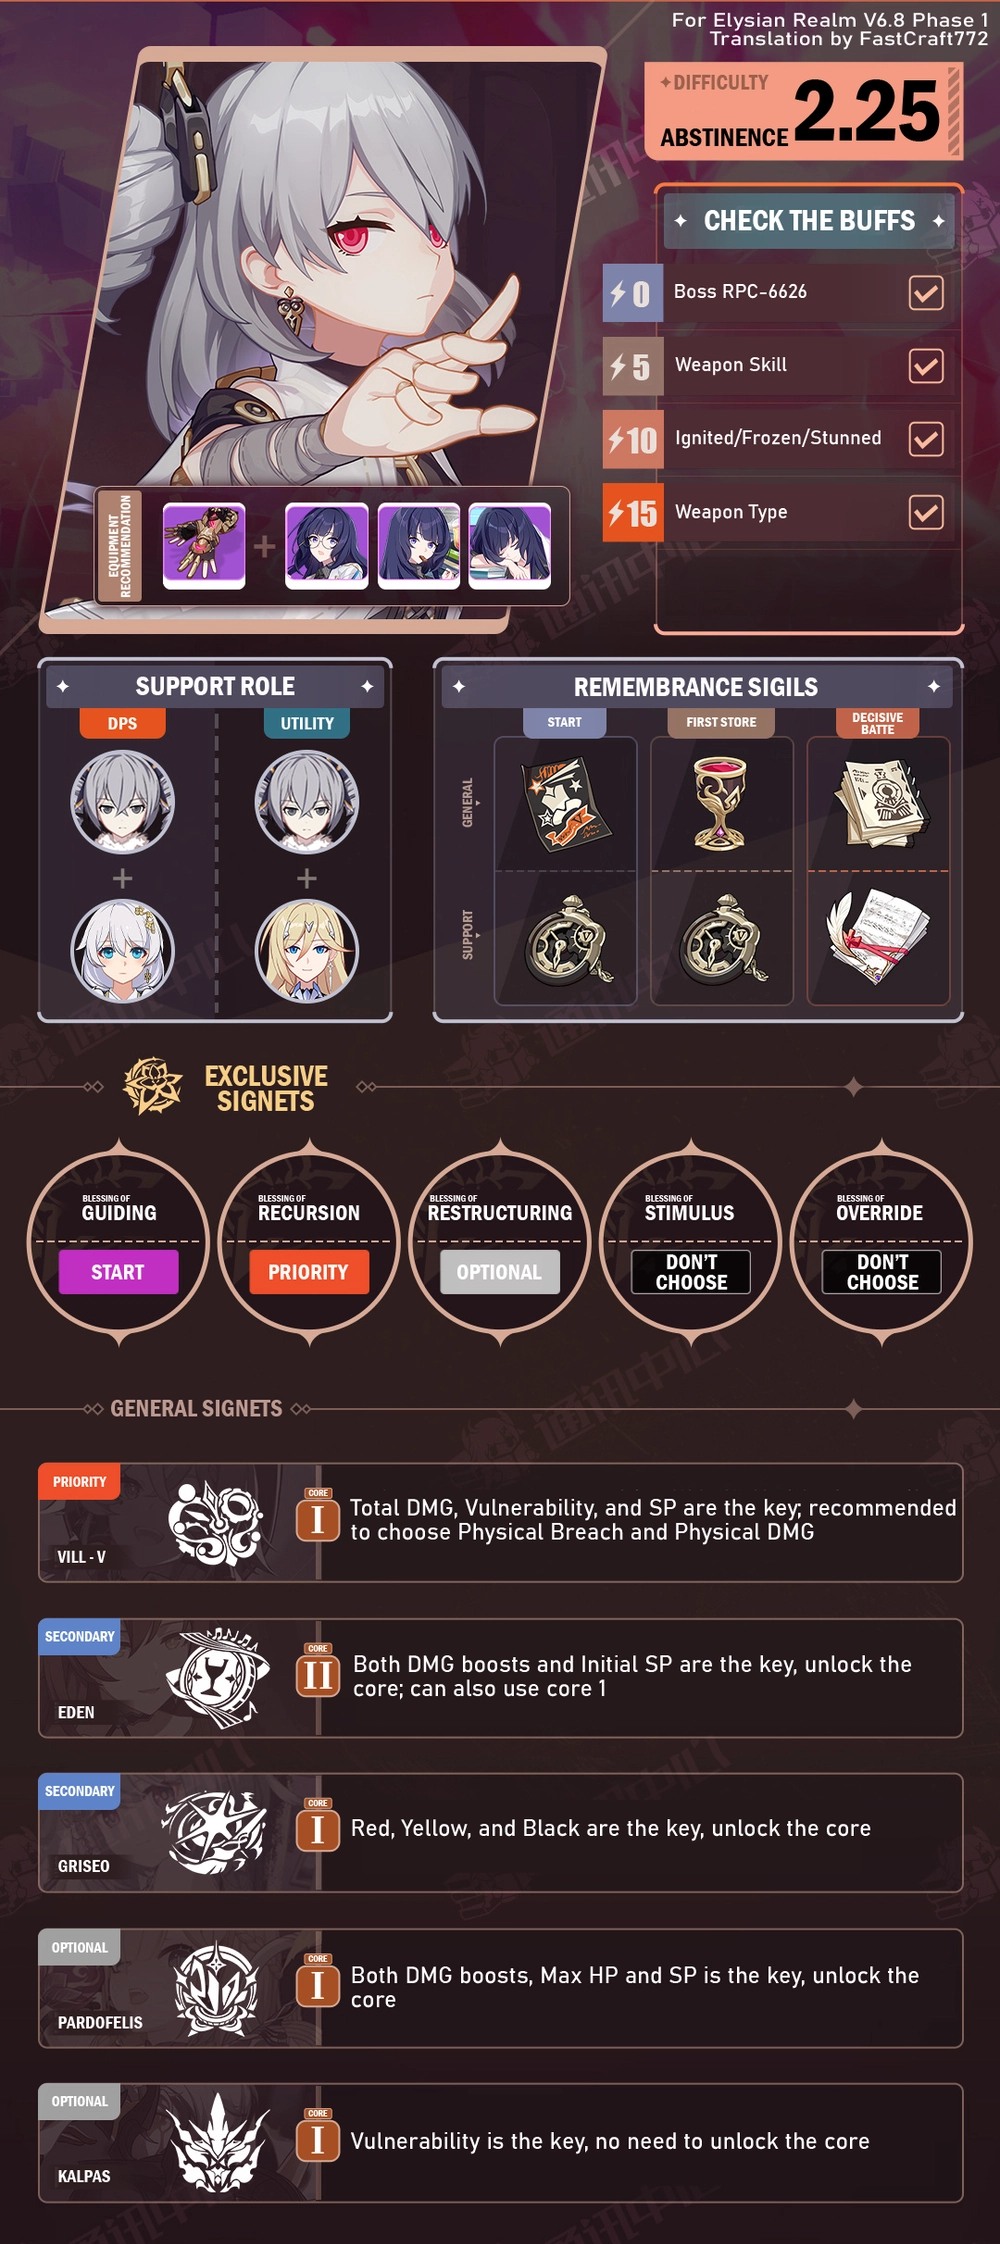 For Elysian Realm V6.8 Phase 1
Translation by FastCraft772
DIFFICULTY
ABSTINENCE 2.25
CHECK THE BUFFS
0 Boss RPC-6626
5 Weapon Skill
10 Ignited/Frozen/Stunned
15 Weapon Type
EQUIPMENT
RECOMMENDATION
SUPPORT ROLE
DPS
UTILITY
REMEMBRANCE SIGILS
START
FIRST STORE
DECISIVE
BATTE
GENERAL
SUPPORT
EXCLUSIVE
SIGNETS
BLESSING OF
GUIDING
START
BLESSING OF
RECURSION
PRIORITY
BLESSING OF
RESTRUCTURING
OPTIONAL
BLESSING OF
STIMULUS
DON'T
CHOOSE
BLESSING OF
OVERRIDE
DON'T
CHOOSE
GENERAL SIGNETS
PRIORITY
VILL - V
CORE
I
Total DMG, Vulnerability, and SP are the key; recommended
to choose Physical Breach and Physical DMG
SECONDARY
EDEN
CORE
II
Both DMG boosts and Initial SP are the key, unlock the
core; can also use core 1
SECONDARY
GRISEO
CORE
I
Red, Yellow, and Black are the key, unlock the core
OPTIONAL
PARDOFELIS
CORE
I
Both DMG boosts, Max HP and SP is the key, unlock the
core
OPTIONAL
KALPAS
CORE
I
Vulnerability is the key, no need to unlock the core